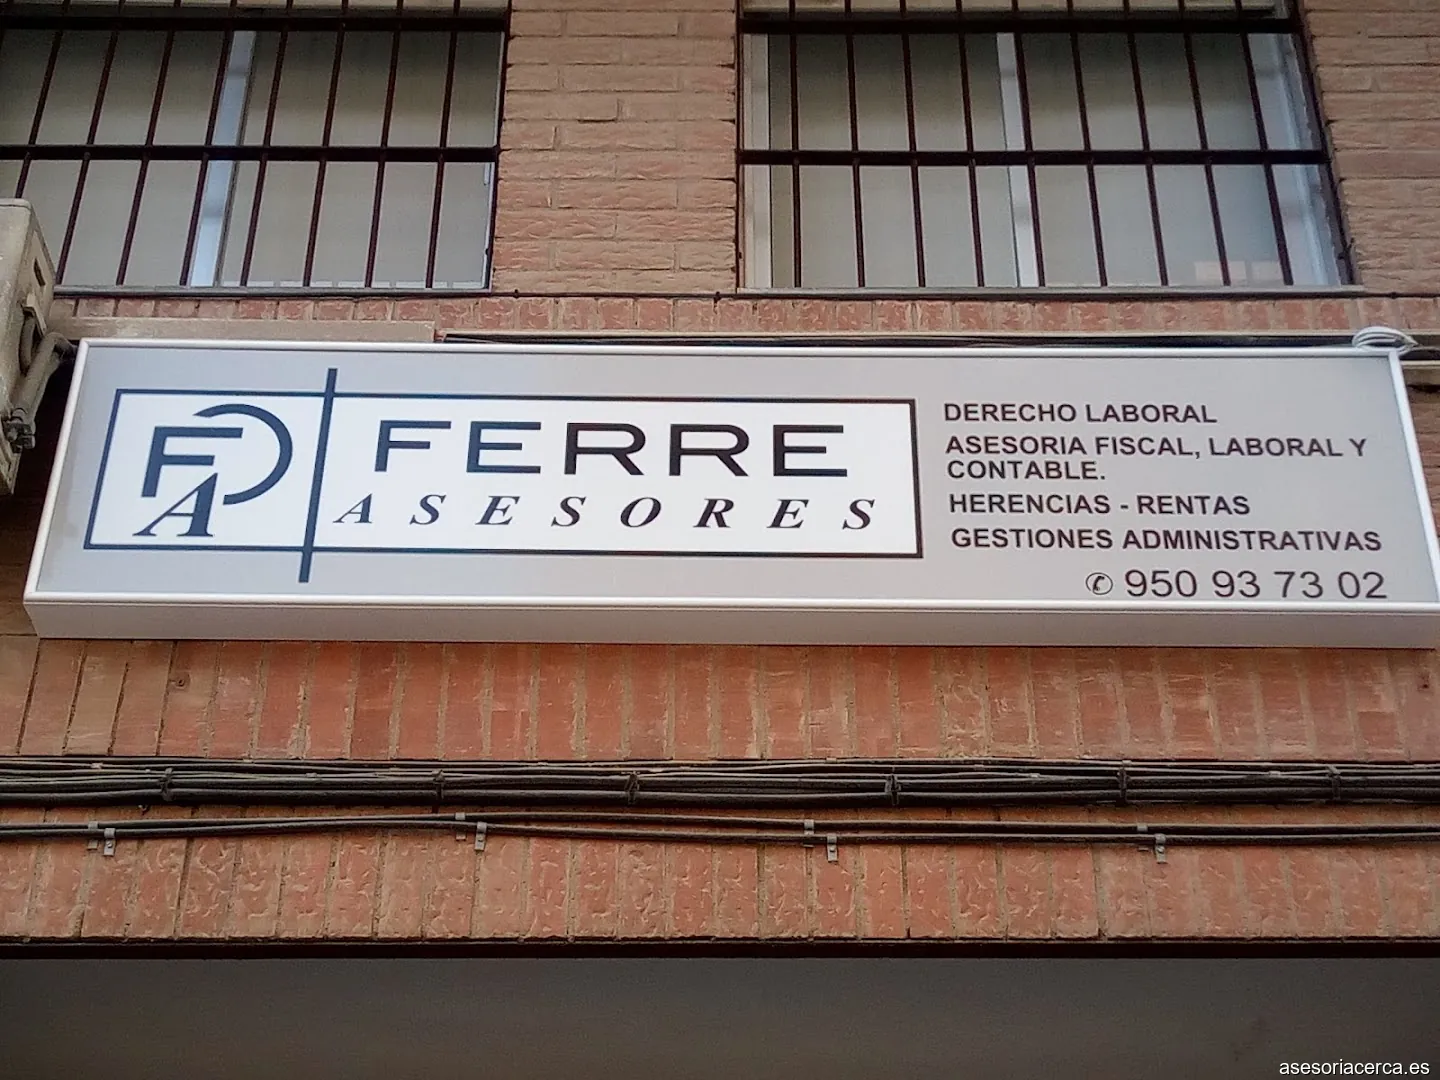 FA
FERRE
ASESORES
DERECHO LABORAL
ASESORIA FISCAL, LABORAL Y
CONTABLE.
HERENCIAS - RENTAS
GESTIONES ADMINISTRATIVAS
✆ 950 93 73 02
asesoriacerca.es